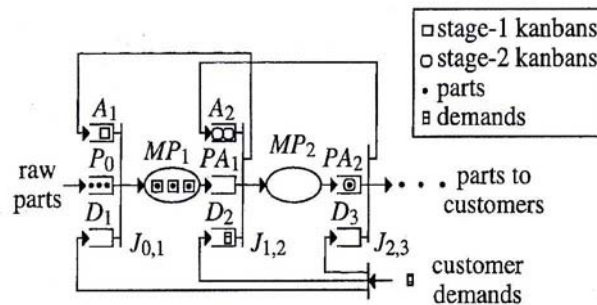 stage-1 kanbans
stage-2 kanbans
parts
demands
A1 A2
P0 MP1 PA1 MP2 PA2
raw parts
parts to customers
D1 D2 D3
J0,1 J1,2 J2,3
customer demands